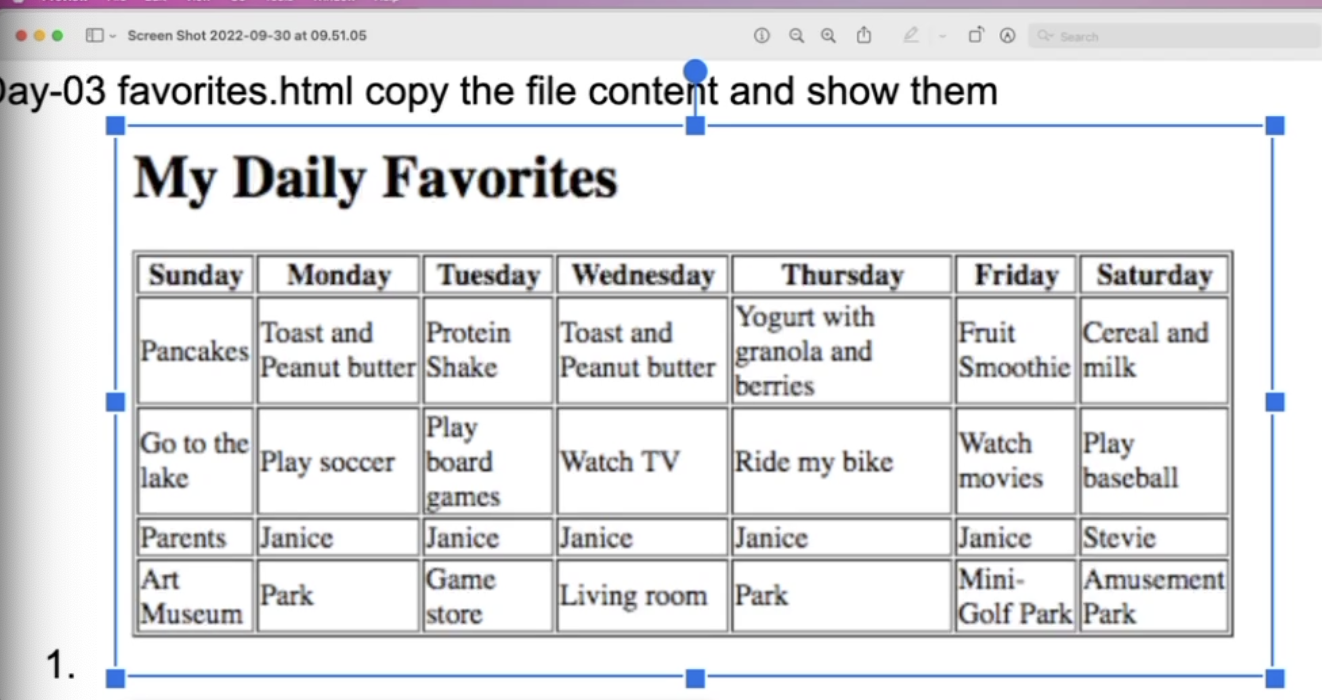 Screen Shot 2022-09-30 at 09.51.05
Search
ay-03 favorites.html copy the file content and show them
My Daily Favorites
Sunday Monday Tuesday Wednesday Thursday Friday Saturday
Pancakes
Toast and
Peanut butter
Protein
Shake
Toast and
Peanut butter
Yogurt with
granola and
berries
Fruit
Smoothie
Cereal and
milk
Go to the
lake
Play soccer
Play
board
games
Watch TV
Ride my bike
Watch
movies
Play
baseball
Parents
Janice
Janice
Janice
Janice
Janice
Stevie
Art
Museum
Park
Game
store
Living room
Park
Mini-
Golf Park
Amusement
Park
1.